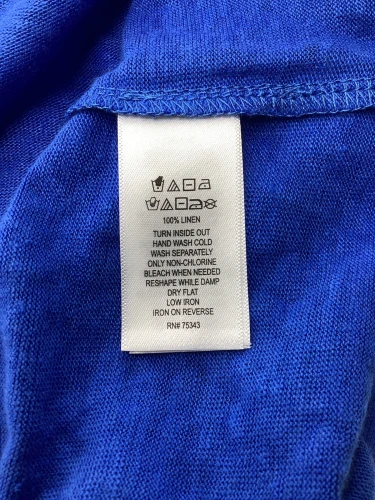 100% LINEN
TURN INSIDE OUT
HAND WASH COLD
WASH SEPARATELY
ONLY NON-CHLORINE
BLEACH WHEN NEEDED
RESHAPE WHILE DAMP
DRY FLAT
LOW IRON
IRON ON REVERSE
RN# 75343